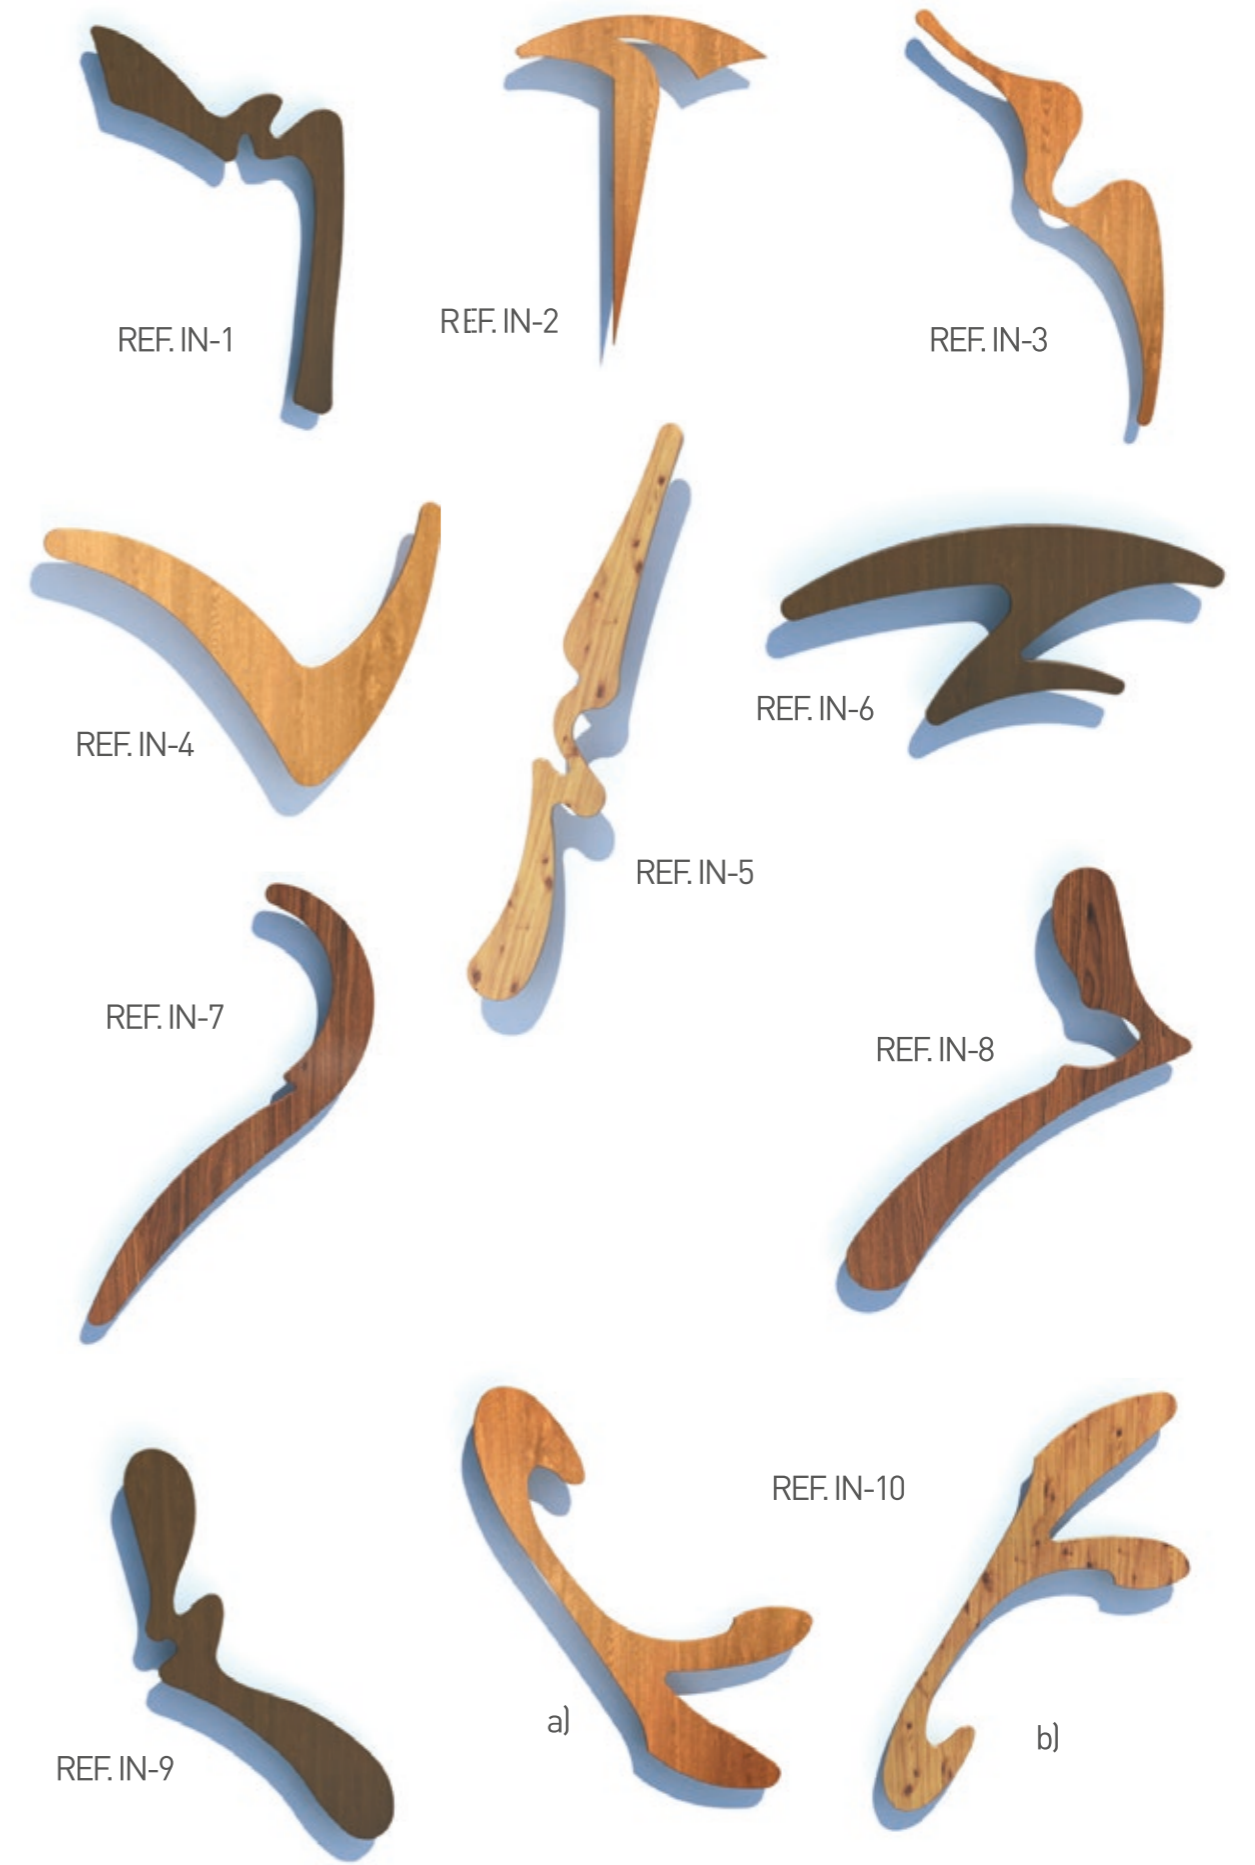 REF. IN-1
REF. IN-2
REF. IN-3
REF. IN-4
REF. IN-5
REF. IN-6
REF. IN-7
REF. IN-8
REF. IN-9
REF. IN-10
a)
b)